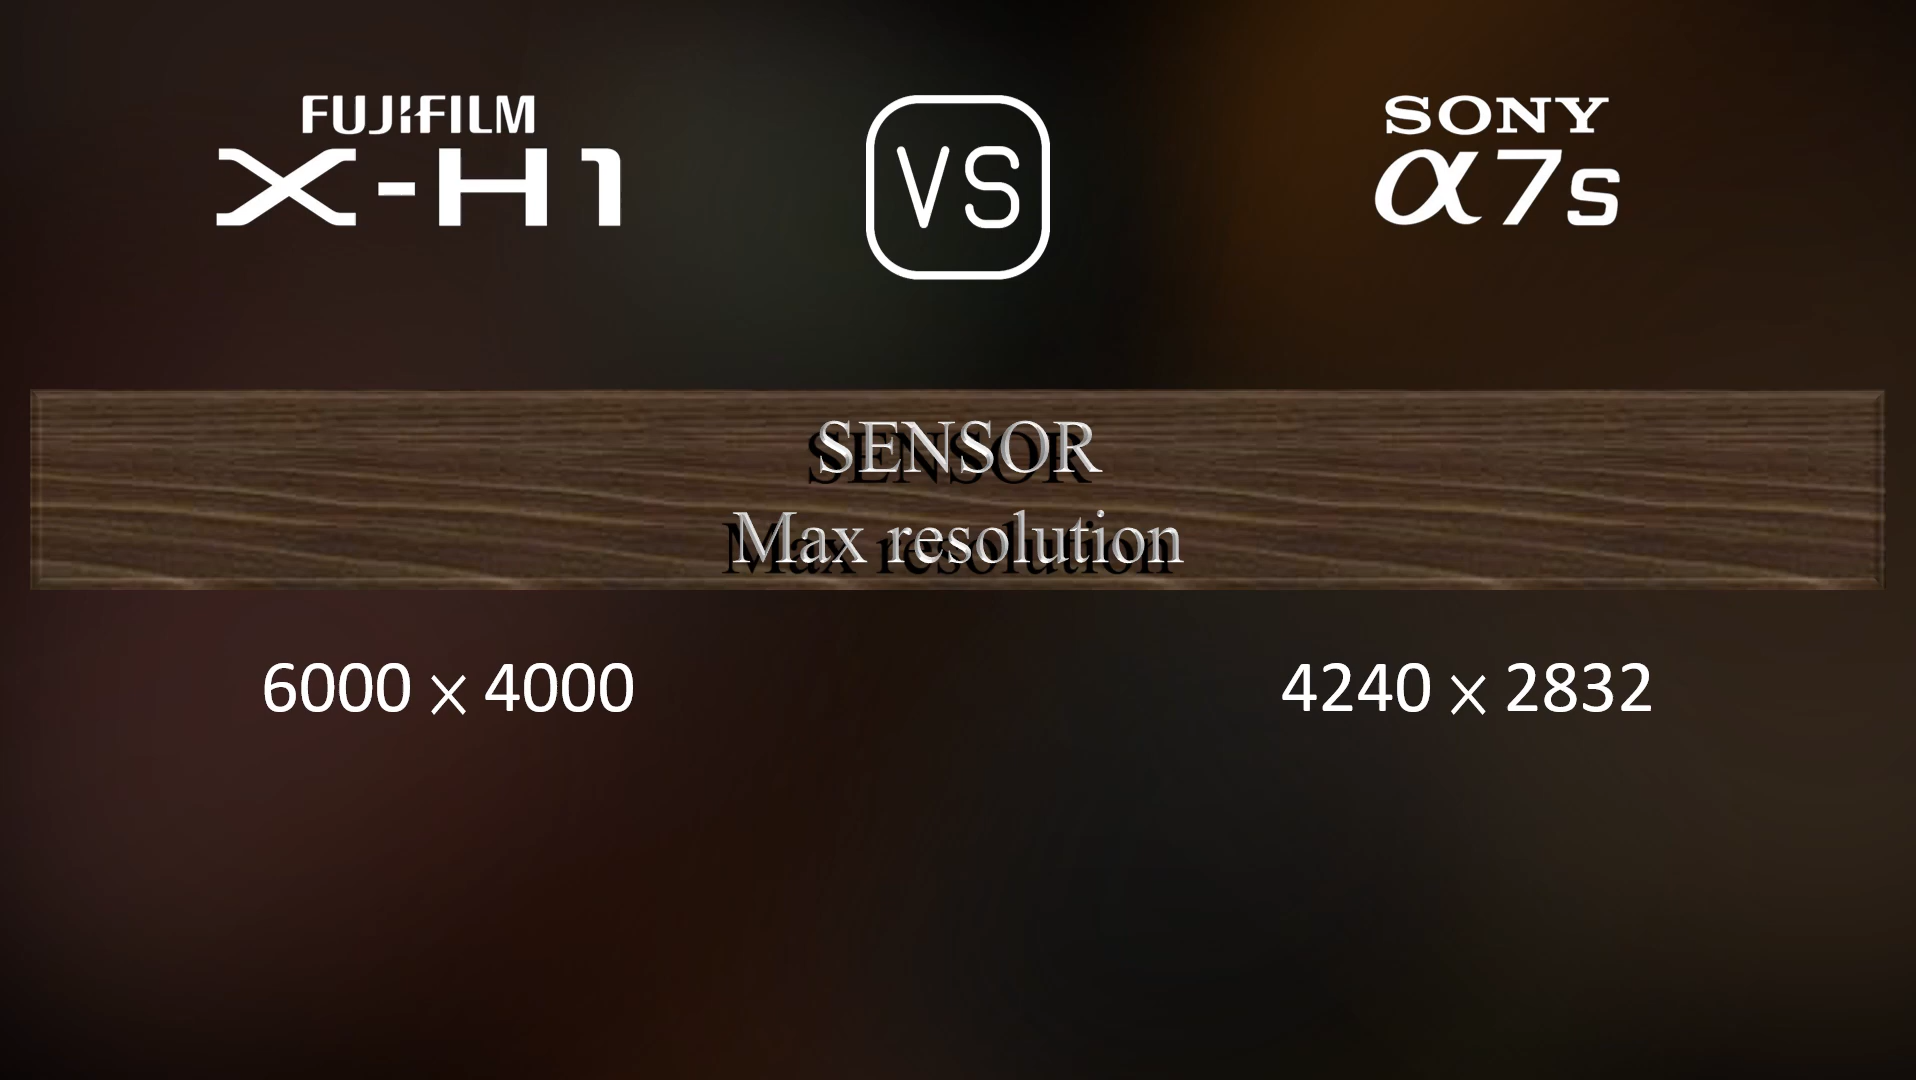 FUJIFILM
X-H1
VS
SONY
α7s
SENSOR
Max resolution
6000 x 4000
4240 x 2832